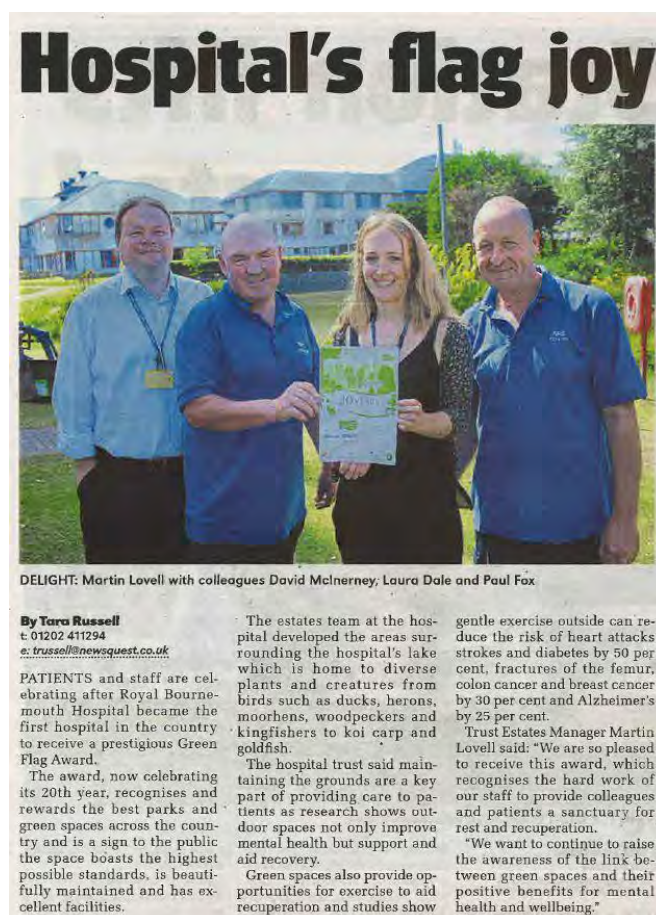 Hospital's flag joy
DELIGHT: Martin Lovell with colleagues David McInerney, Laura Dale and Paul Fox
By Tara Russell
t: 01202 411294
e: trussell@newsquest.co.uk
PATIENTS and staff are cel-
ebrating after Royal Bourne-
mouth Hospital became the
first hospital in the country
to receive a prestigious Green
Flag Award.
The award, now celebrating
its 20th year, recognises and
rewards the best parks and
green spaces across the coun-
try and is a sign to the public
the space boasts the highest
possible standards, is beauti-
fully maintained and has ex-
cellent facilities.
The estates team at the hos-
pital developed the areas sur-
rounding the hospital's lake
which is home to diverse
plants and creatures from
birds such as ducks, herons,
moorhens, woodpeckers and
kingfishers to koi carp and
goldfish.
The hospital trust said main-
taining the grounds are a key
part of providing care to pa-
tients as research shows out-
door spaces not only improve
mental health but support and
aid recovery.
Green spaces also provide op-
portunities for exercise to aid
recuperation and studies show
gentle exercise outside can re-
duce the risk of heart attacks
strokes and diabetes by 50 per
cent, fractures of the femur,
colon cancer and breast cancer
by 30 per cent and Alzheimer's
by 25 per cent.
Trust Estates Manager Martin
Lovell said: "We are so pleased
to receive this award, which
recognises the hard work of
our staff to provide colleagues
and patients a sanctuary for
rest and recuperation.
"We want to continue to raise
the awareness of the link be-
tween green spaces and their
positive benefits for mental
health and wellbeing."